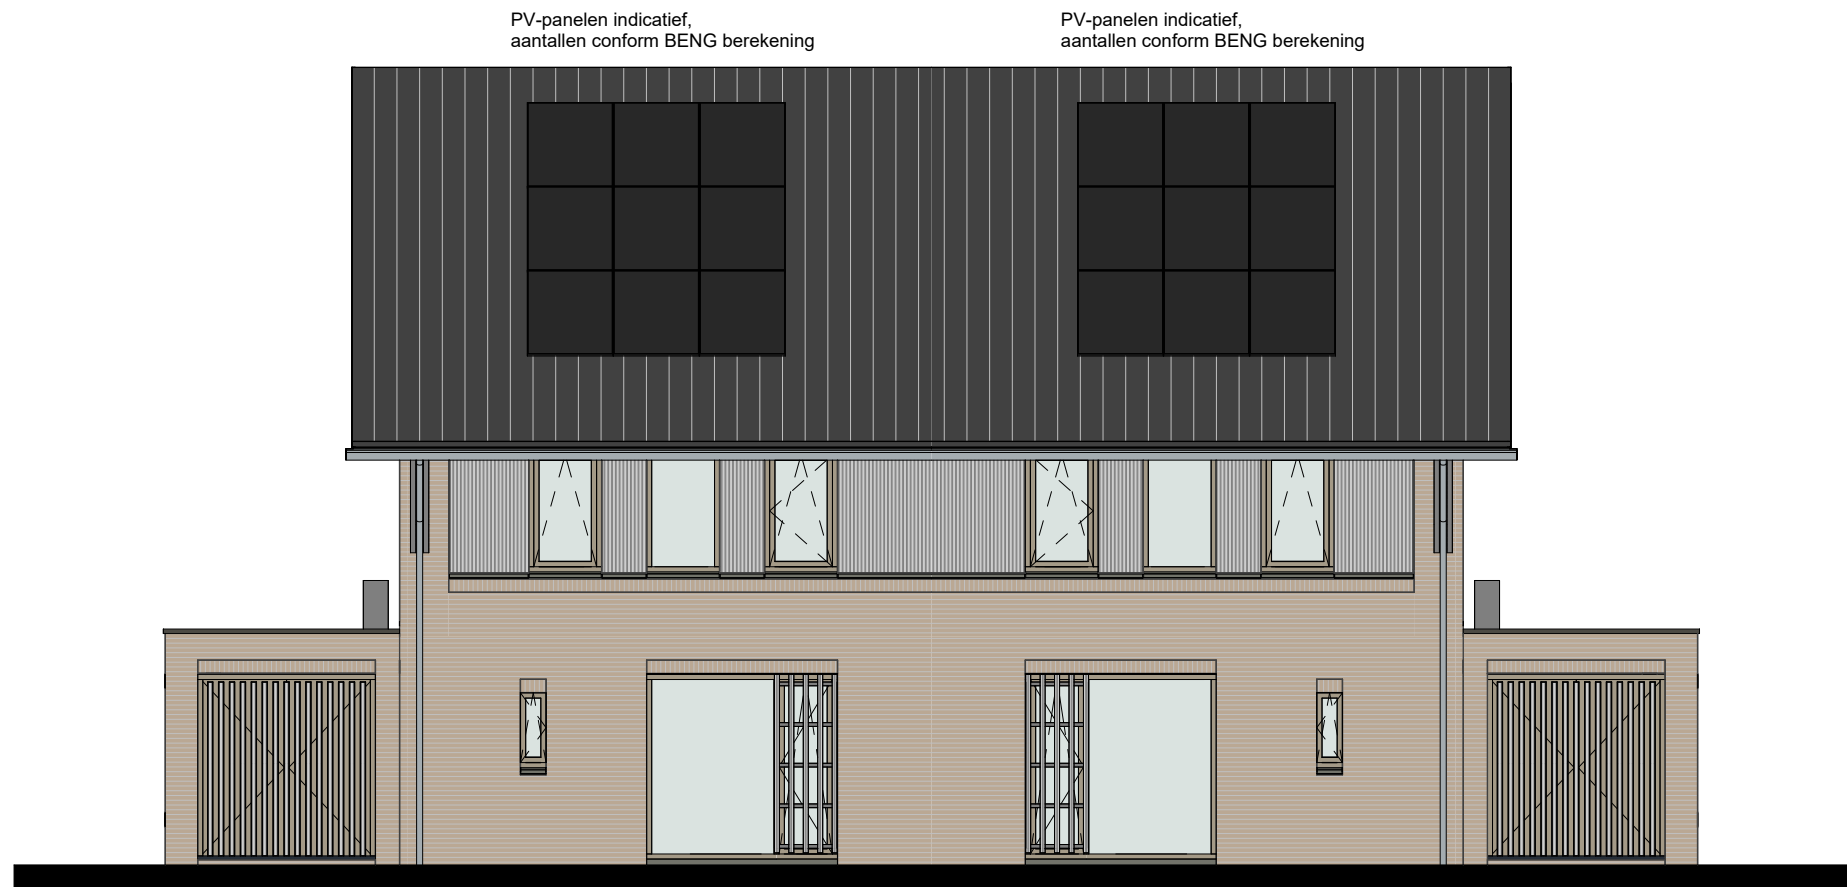 PV-panelen indicatief,
aantallen conform BENG berekening
PV-panelen indicatief,
aantallen conform BENG berekening